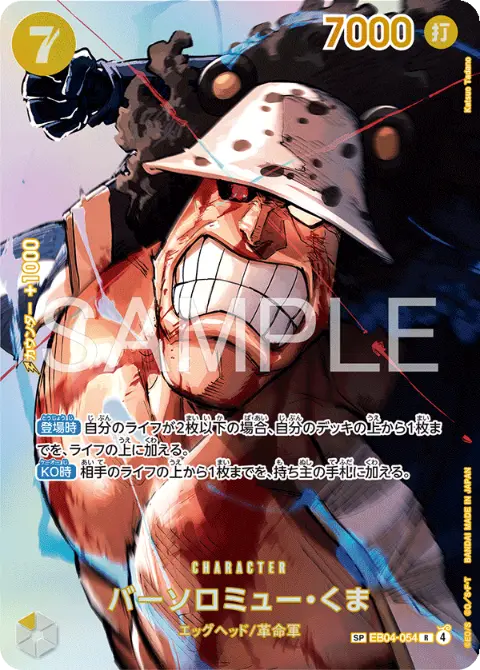 7
7000
打
Katsuo Tadano
カウンター +1000
SAMPLE
登場時 自分のライフが2枚以下の場合、自分のデッキの上から1枚ま
でを、ライフの上に加える。
KO時 相手のライフの上から1枚までを、持ち主の手札に加える。
CHARACTER
バーソロミュー・くま
エッグヘッド/革命軍
SP EB04-054 R 4
BANDAI MADE IN JAPAN